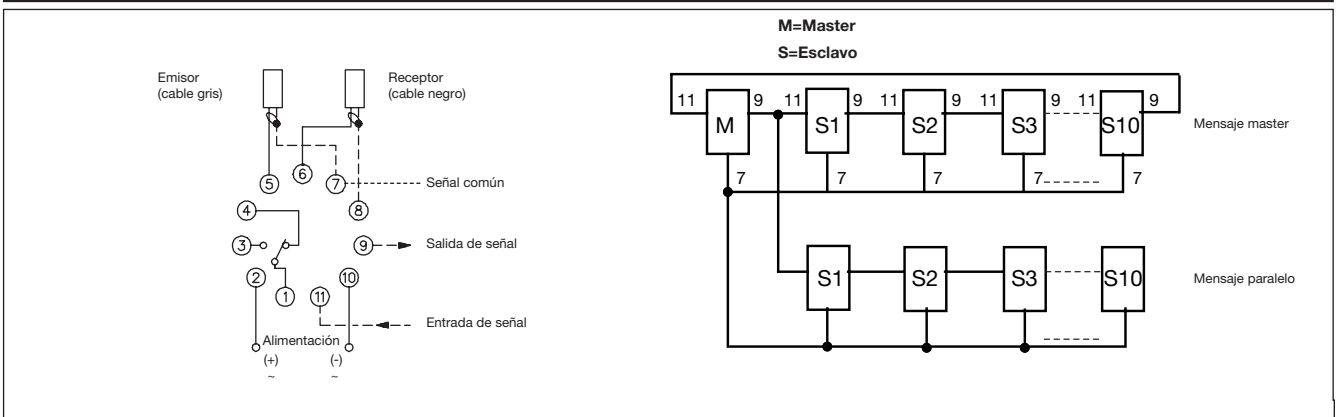 M=Master
S=Esclavo
Emisor
(cable gris)
Receptor
(cable negro)
5
6
7
Señal común
4
8
3
9
Salida de señal
2
10
1
11
Entrada de señal
Alimentación
(+)
(-)
~
~
11
9
11
9
11
9
11
9
11
9
M
S1
S2
S3
S10
Mensaje master
7
7
7
7
7
S1
S2
S3
S10
Mensaje paralelo